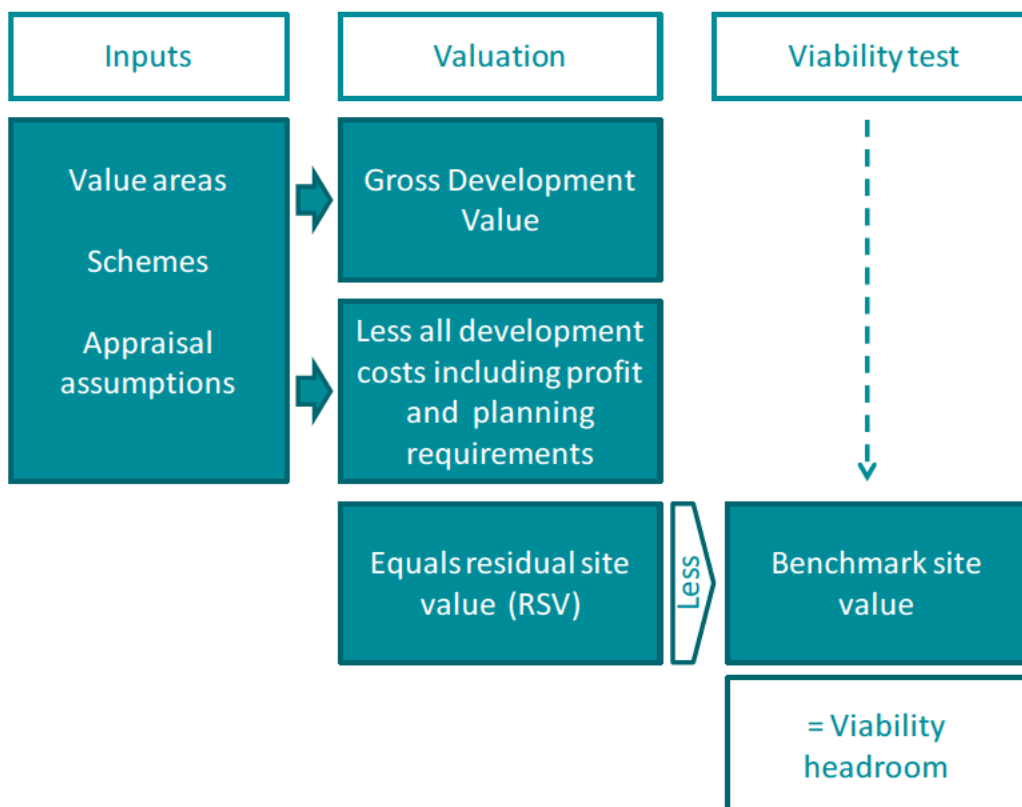 Inputs
Valuation
Viability test
Value areas
Schemes
Appraisal
assumptions
Gross Development
Value
Less all development
costs including profit
and planning
requirements
Equals residual site
value (RSV)
Less
Benchmark site
value
= Viability
headroom